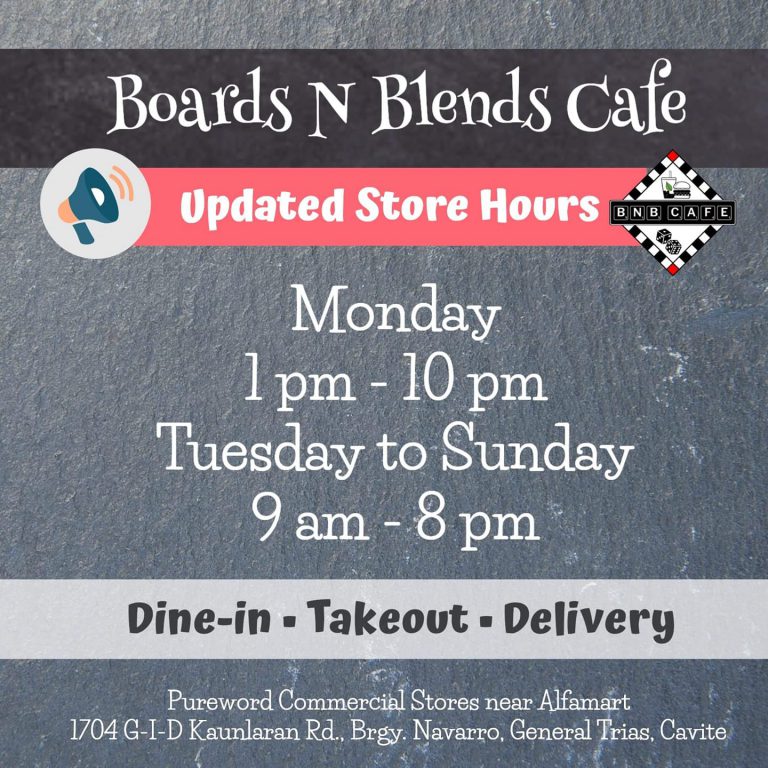 Boards N Blends Cafe
Updated Store Hours
BNB CAFE
Monday
1 pm - 10 pm
Tuesday to Sunday
9 am - 8 pm
Dine-in ▪ Takeout ▪ Delivery
Pureword Commercial Stores near Alfamart
1704 G-I-D Kaunlaran Rd., Brgy. Navarro, General Trias, Cavite